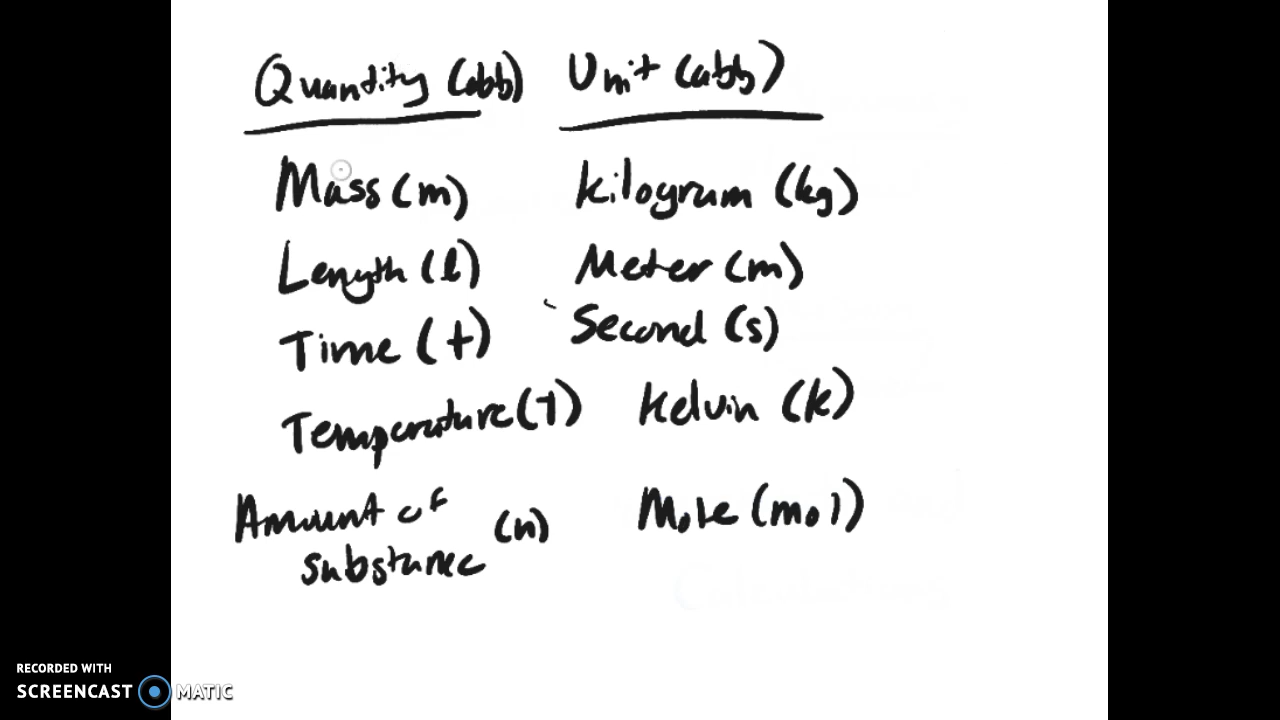 Quantity (abb) Unit (abb)
Mass (m) kilogram (kg)
Length (l) Meter (m)
Time (t) Second (s)
Temperature (T) Kelvin (k)
Amount of substance (n) Mole (mol)
Calculations
RECORDED WITH
SCREENCAST MATIC